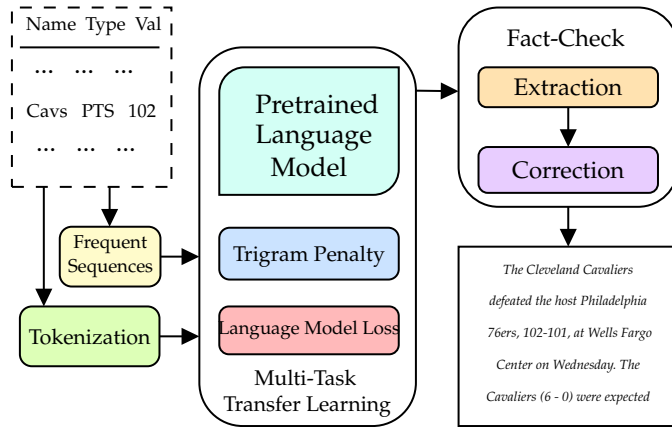 Name Type Val
... ... ...
Cavs PTS 102
... ... ...
Frequent
Sequences
Tokenization
Pretrained
Language
Model
Trigram Penalty
Language Model Loss
Multi-Task
Transfer Learning
Fact-Check
Extraction
Correction
The Cleveland Cavaliers
defeated the host Philadelphia
76ers, 102-101, at Wells Fargo
Center on Wednesday. The
Cavaliers (6 - 0) were expected